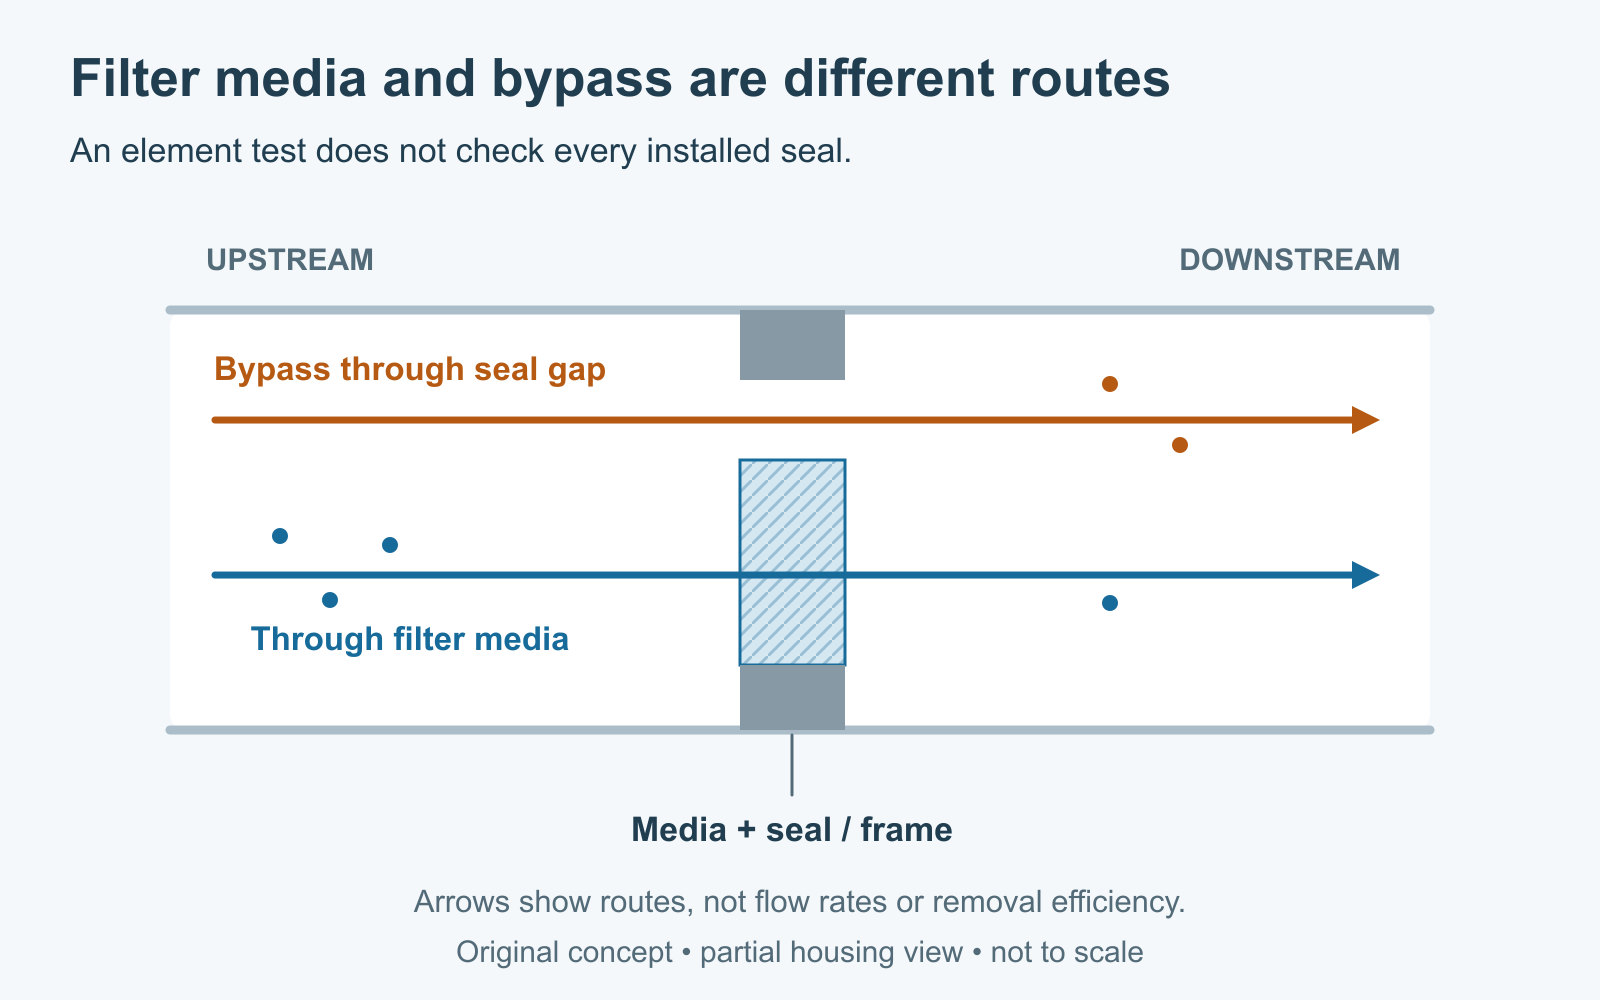 Filter media and bypass are different routes
An element test does not check every installed seal.
UPSTREAM
DOWNSTREAM
Bypass through seal gap
Through filter media
Media + seal / frame
Arrows show routes, not flow rates or removal efficiency.
Original concept • partial housing view • not to scale